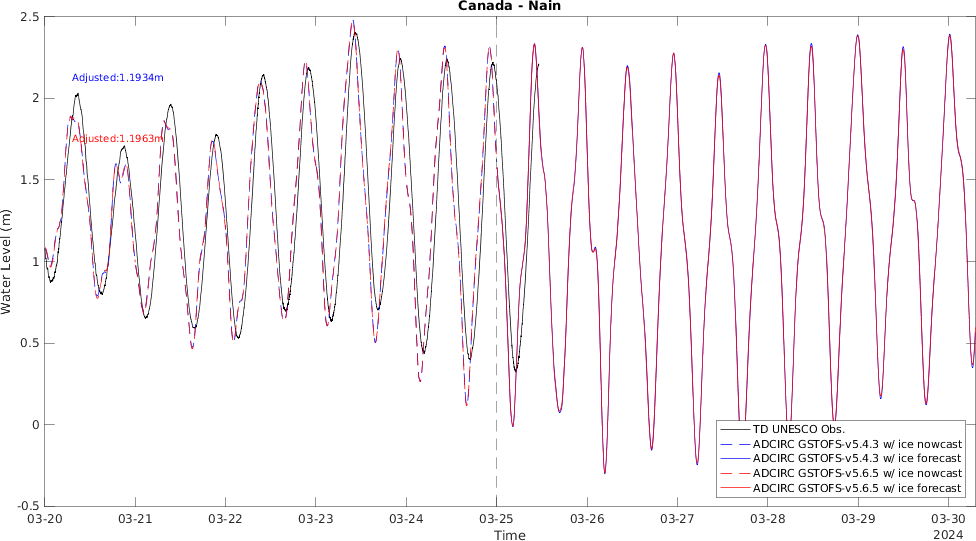 Canada - Nain
2.5
2
1.5
1
0.5
0
-0.5
Water Level (m)
Adjusted:1.1934m
Adjusted:1.1963m
TD UNESCO Obs.
ADCIRC GSTOFS-v5.4.3 w/ ice nowcast
ADCIRC GSTOFS-v5.4.3 w/ ice forecast
ADCIRC GSTOFS-v5.6.5 w/ ice nowcast
ADCIRC GSTOFS-v5.6.5 w/ ice forecast
03-20 03-21 03-22 03-23 03-24 03-25 03-26 03-27 03-28 03-29 03-30
Time 2024